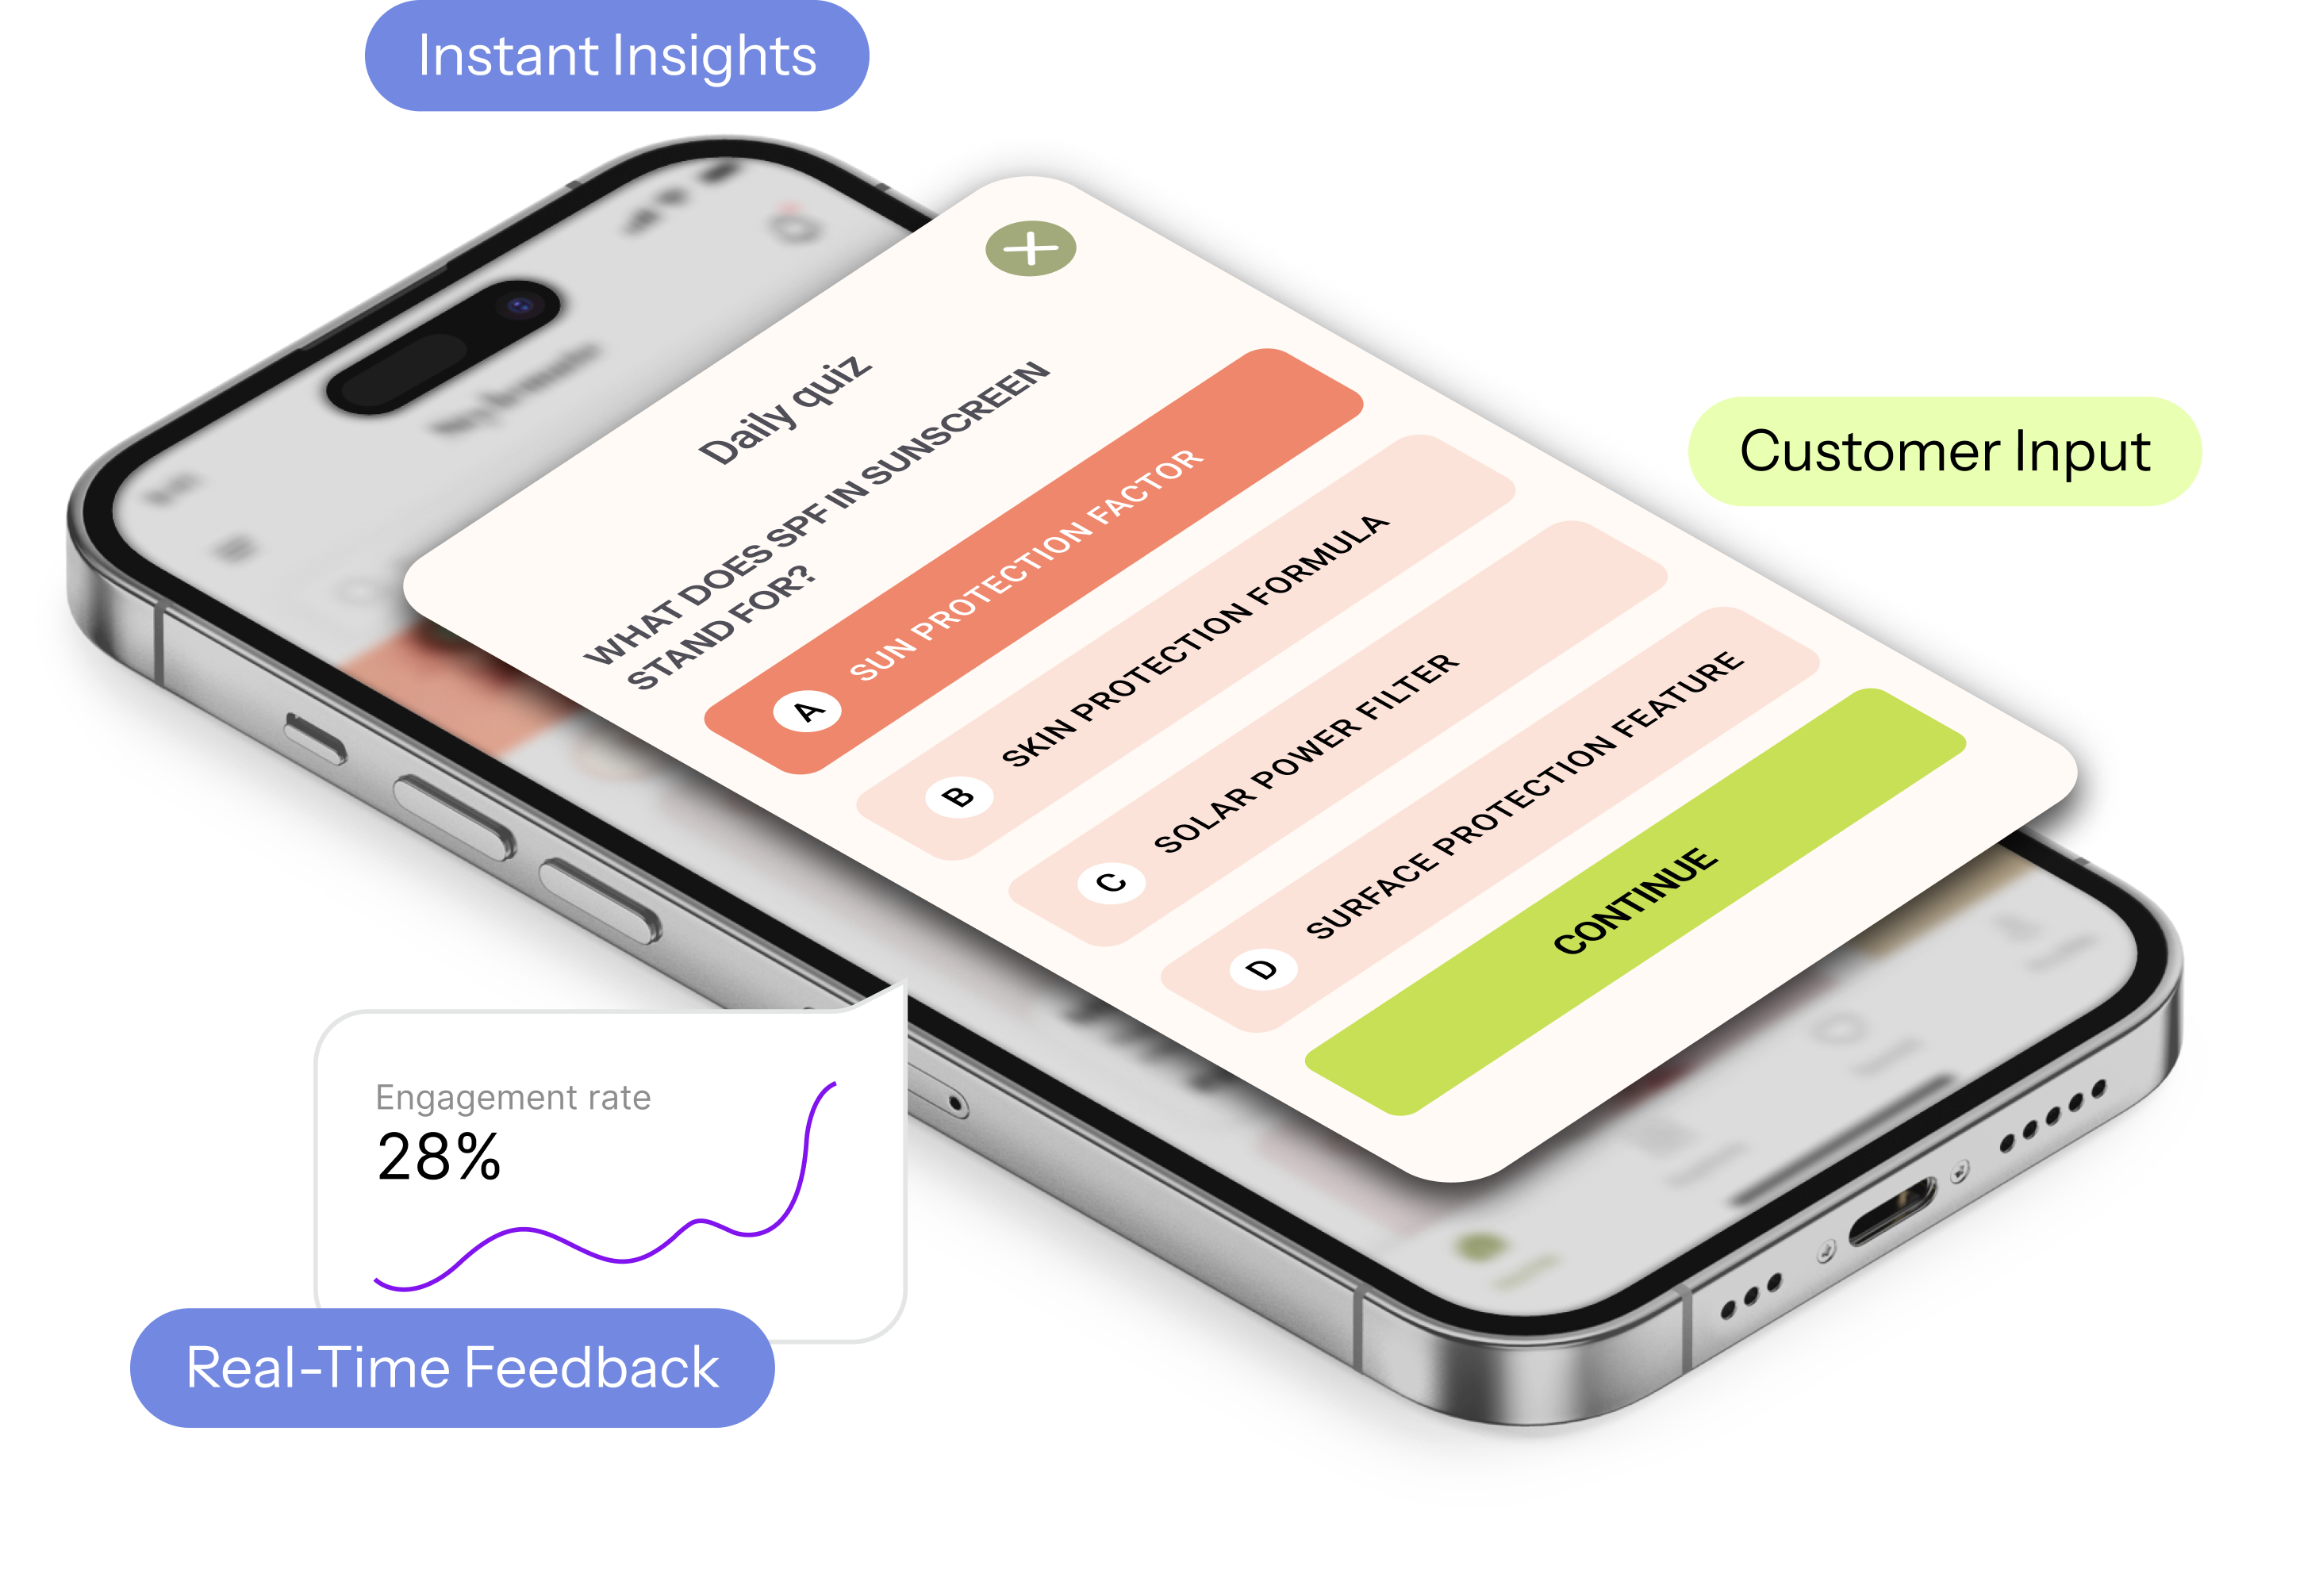 Instant Insights
Daily quiz
WHAT DOES SPF IN SUNSCREEN
STAND FOR?
A SUN PROTECTION FACTOR
B SKIN PROTECTION FORMULA
C SOLAR POWER FILTER
D SURFACE PROTECTION FEATURE
CONTINUE
Customer Input
Engagement rate
28%
Real-Time Feedback